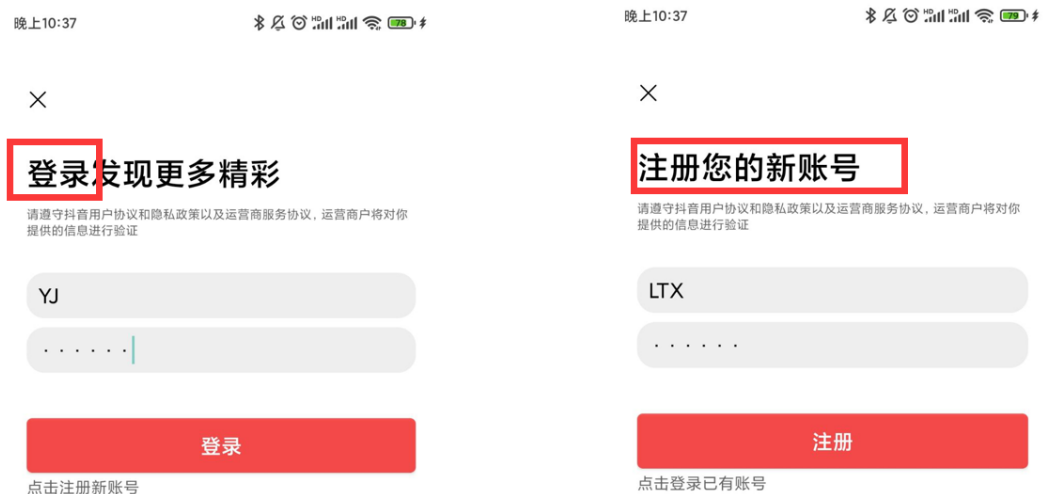 晚上10:37
78
登录发现更多精彩
请遵守抖音用户协议和隐私政策以及运营商服务协议，运营商户将对你
提供的信息进行验证
YJ
······
登录
点击注册新账号
晚上10:37
79
注册您的新账号
请遵守抖音用户协议和隐私政策以及运营商服务协议，运营商户将对你
提供的信息进行验证
LTX
······
注册
点击登录已有账号